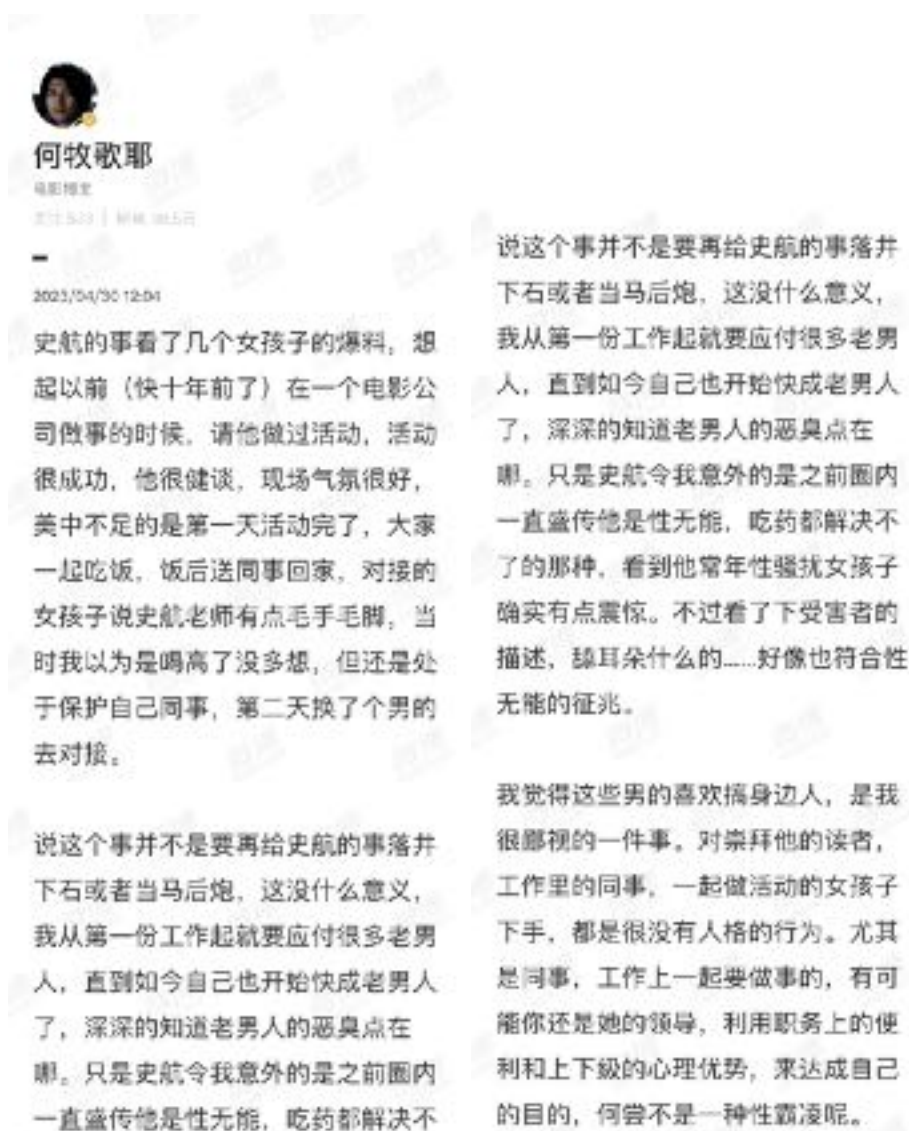 何牧歌耶
电影博主
2023/04/30 12:04
史航的事看了几个女孩子的爆料，想
起以前（快十年前了）在一个电影公
司做事的时候，请他做过活动，活动
很成功，他很健谈，现场气氛很好，
美中不足的是第一天活动完了，大家
一起吃饭，饭后送同事回家，对接的
女孩子说史航老师有点毛手毛脚，当
时我以为是喝高了没多想，但还是处
于保护自己同事，第二天换了个男的
去对接。
说这个事并不是要再给史航的事落井
下石或者当马后炮，这没什么意义，
我从第一份工作起就要应付很多老男
人，直到如今自己也开始快成老男人
了，深深的知道老男人的恶臭点在
哪。只是史航令我意外的是之前圈内
一直盛传他是性无能，吃药都解决不
说这个事并不是要再给史航的事落井
下石或者当马后炮，这没什么意义，
我从第一份工作起就要应付很多老男
人，直到如今自己也开始快成老男人
了，深深的知道老男人的恶臭点在
哪。只是史航令我意外的是之前圈内
一直盛传他是性无能，吃药都解决不
了的那种，看到他常年性骚扰女孩子
确实有点震惊。不过看了下受害者的
描述，舔耳朵什么的……好像也符合性
无能的征兆。
我觉得这些男的喜欢搞身边人，是我
很鄙视的一件事。对崇拜他的读者，
工作里的同事，一起做活动的女孩子
下手，都是很没有人格的行为。尤其
是同事，工作上一起要做事的，有可
能你还是她的领导，利用职务上的便
利和上下级的心理优势，来达成自己
的目的，何尝不是一种性霸凌呢。